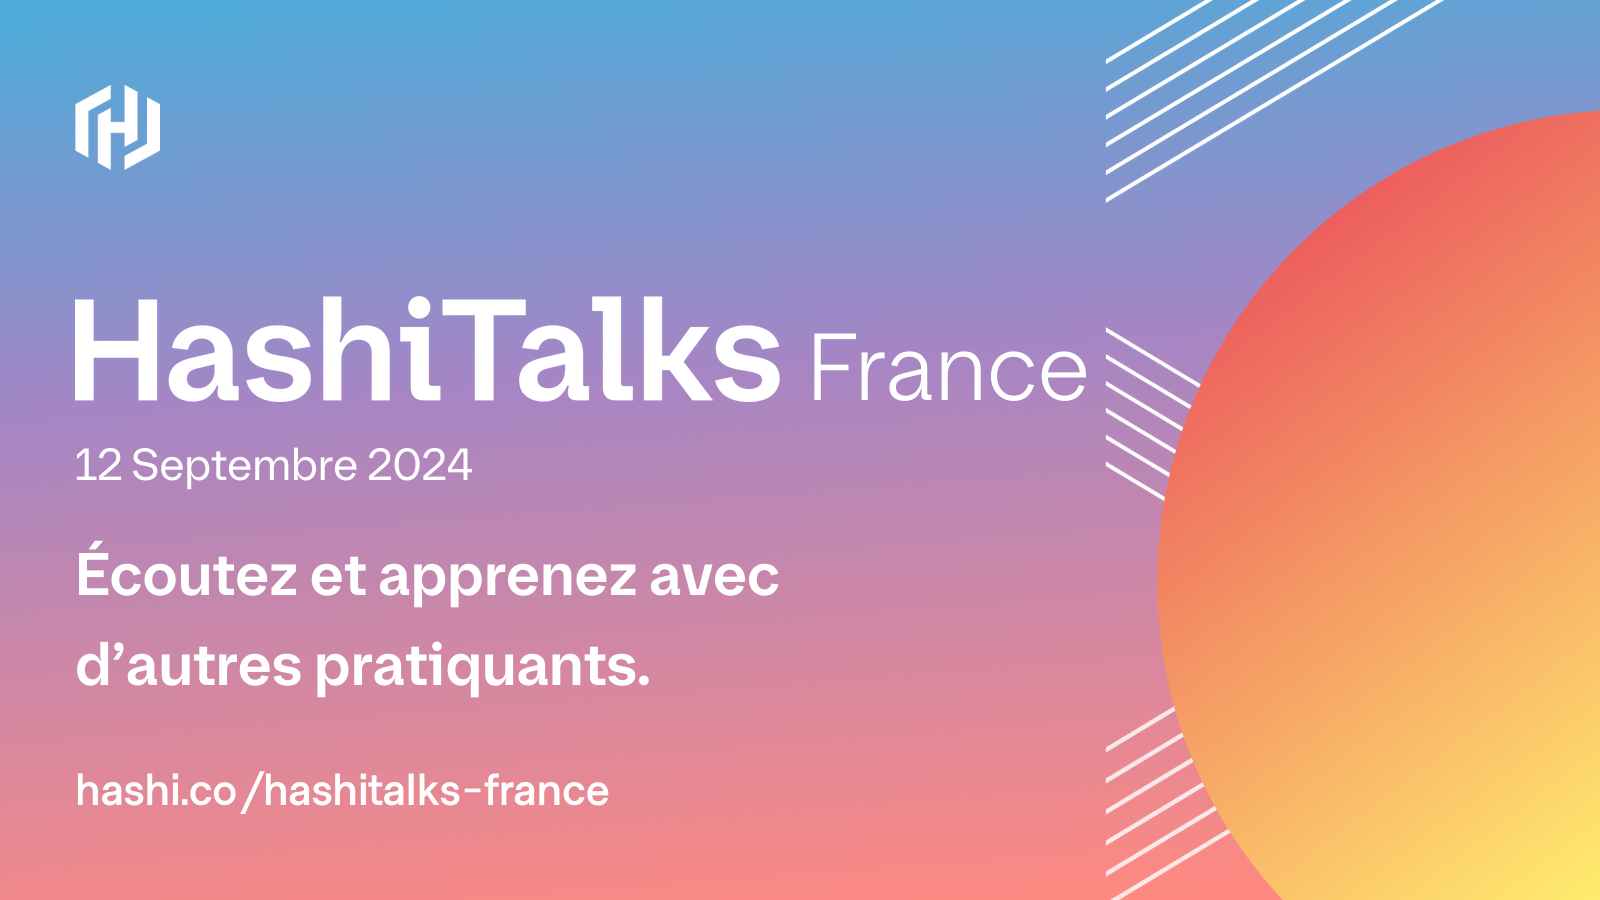 HashiTalks France
12 Septembre 2024
Écoutez et apprenez avec
d’autres pratiquants.
hashi.co/hashitalks-france